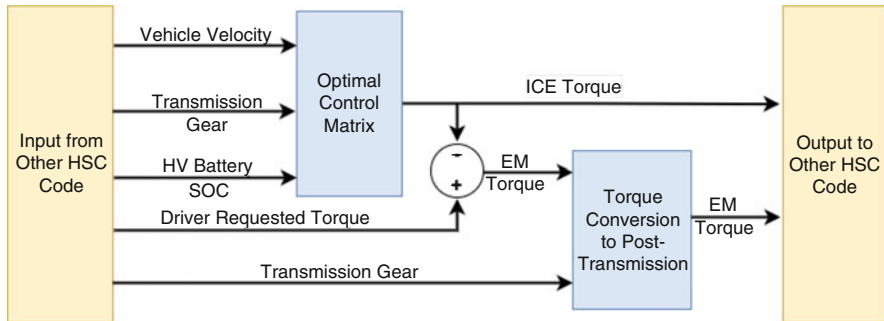 Input from
Other HSC
Code
Vehicle Velocity
Transmission
Gear
HV Battery
SOC
Driver Requested Torque
Transmission Gear
Optimal
Control
Matrix
ICE Torque
-
+
EM
Torque
Torque
Conversion
to Post-
Transmission
EM
Torque
Output to
Other HSC
Code